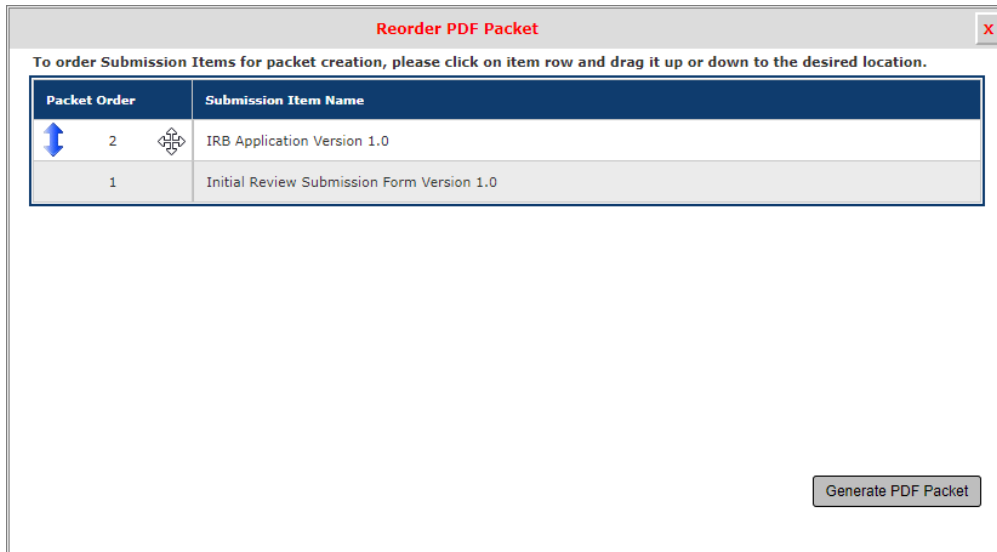 Reorder PDF Packet
X
To order Submission Items for packet creation, please click on item row and drag it up or down to the desired location.
Packet Order Submission Item Name
2 IRB Application Version 1.0
1 Initial Review Submission Form Version 1.0
Generate PDF Packet